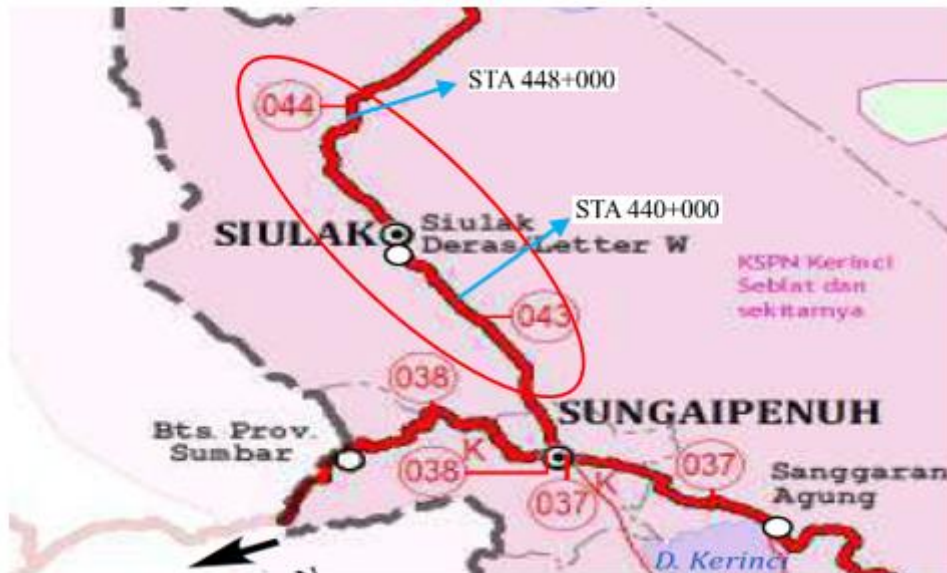 STA 448+000
044
STA 440+000
SIULAK
Siulak
Deras Letter W
KSPN Kerinci
Seblat dan
sekitarnya
043
038
SUNGAIPENUH
Bts. Prov.
Sumbar
K
038
037
K
037
Sanggaran
Agung
D. Kerinci